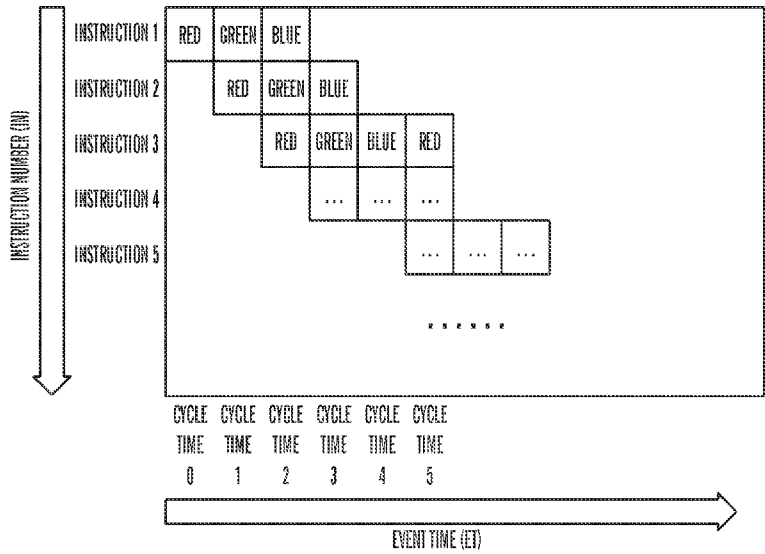 INSTRUCTION NUMBER (IN)
INSTRUCTION 1 RED GREEN BLUE
INSTRUCTION 2 RED GREEN BLUE
INSTRUCTION 3 RED GREEN BLUE RED
INSTRUCTION 4 ... ... ...
INSTRUCTION 5 ... ... ...
......
CYCLE CYCLE CYCLE CYCLE CYCLE CYCLE
TIME TIME TIME TIME TIME TIME
0 1 2 3 4 5
EVENT TIME (ET)